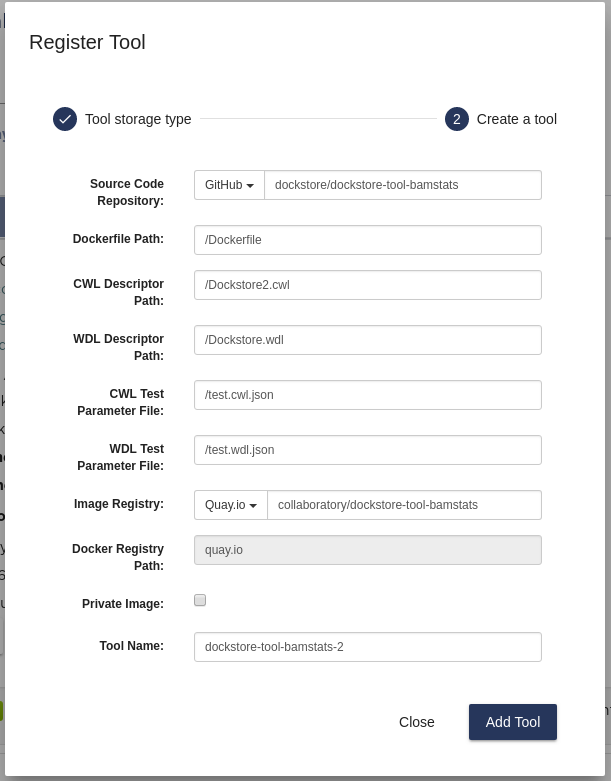 Register Tool
Tool storage type
2 Create a tool
Source Code
Repository:
GitHub dockstore/dockstore-tool-bamstats
Dockerfile Path:
/Dockerfile
CWL Descriptor
Path:
/Dockstore2.cwl
WDL Descriptor
Path:
/Dockstore.wdl
CWL Test
Parameter File:
/test.cwl.json
WDL Test
Parameter File:
/test.wdl.json
Image Registry:
Quay.io collaboratory/dockstore-tool-bamstats
Docker Registry
Path:
quay.io
Private Image:
Tool Name:
dockstore-tool-bamstats-2
Close
Add Tool